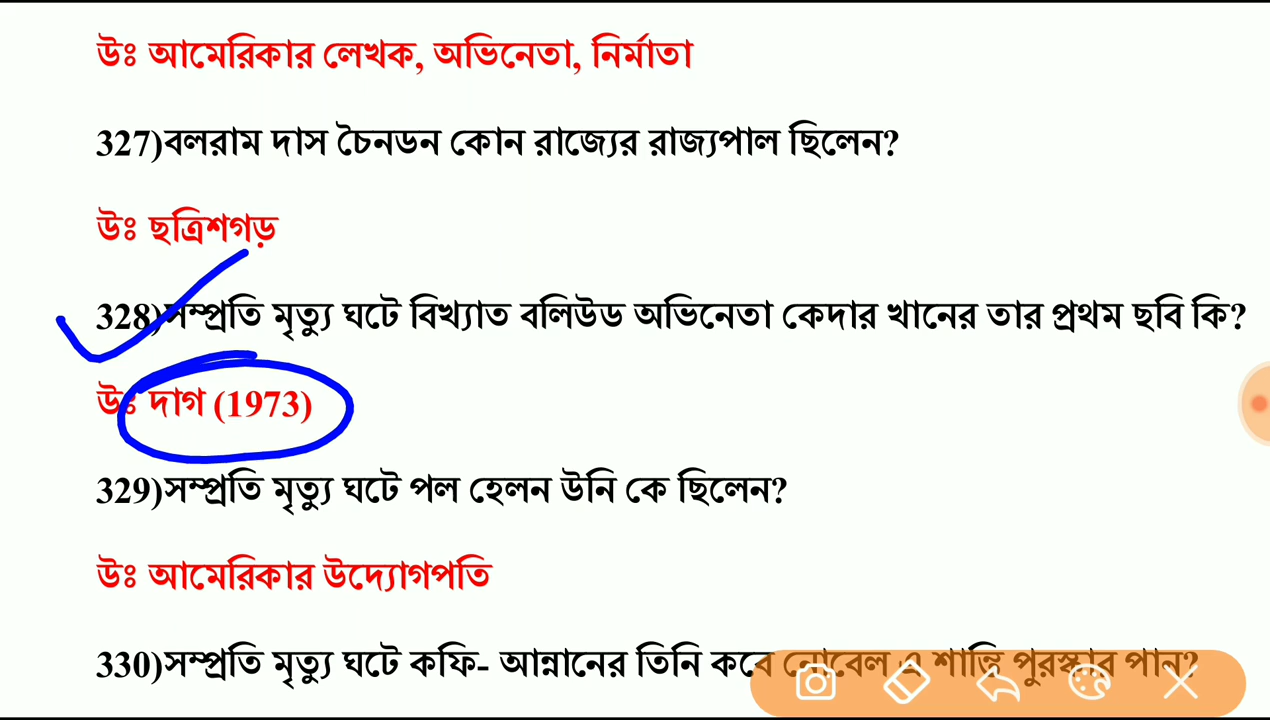 উঃ আমেরিকার লেখক, অভিনেতা, নির্মাতা
327)বলরাম দাস চৈনডন কোন রাজ্যের রাজ্যপাল ছিলেন?
উঃ ছত্রিশগড়
328)সম্প্রতি মৃত্যু ঘটে বিখ্যাত বলিউড অভিনেতা কেদার খানের তার প্রথম ছবি কি?
উঃ দাগ (1973)
329)সম্প্রতি মৃত্যু ঘটে পল হেলন উনি কে ছিলেন?
উঃ আমেরিকার উদ্যোগপতি
330)সম্প্রতি মৃত্যু ঘটে কফি- আন্নানের তিনি কবে নোবেল এ শান্তি পুরস্কার পান?